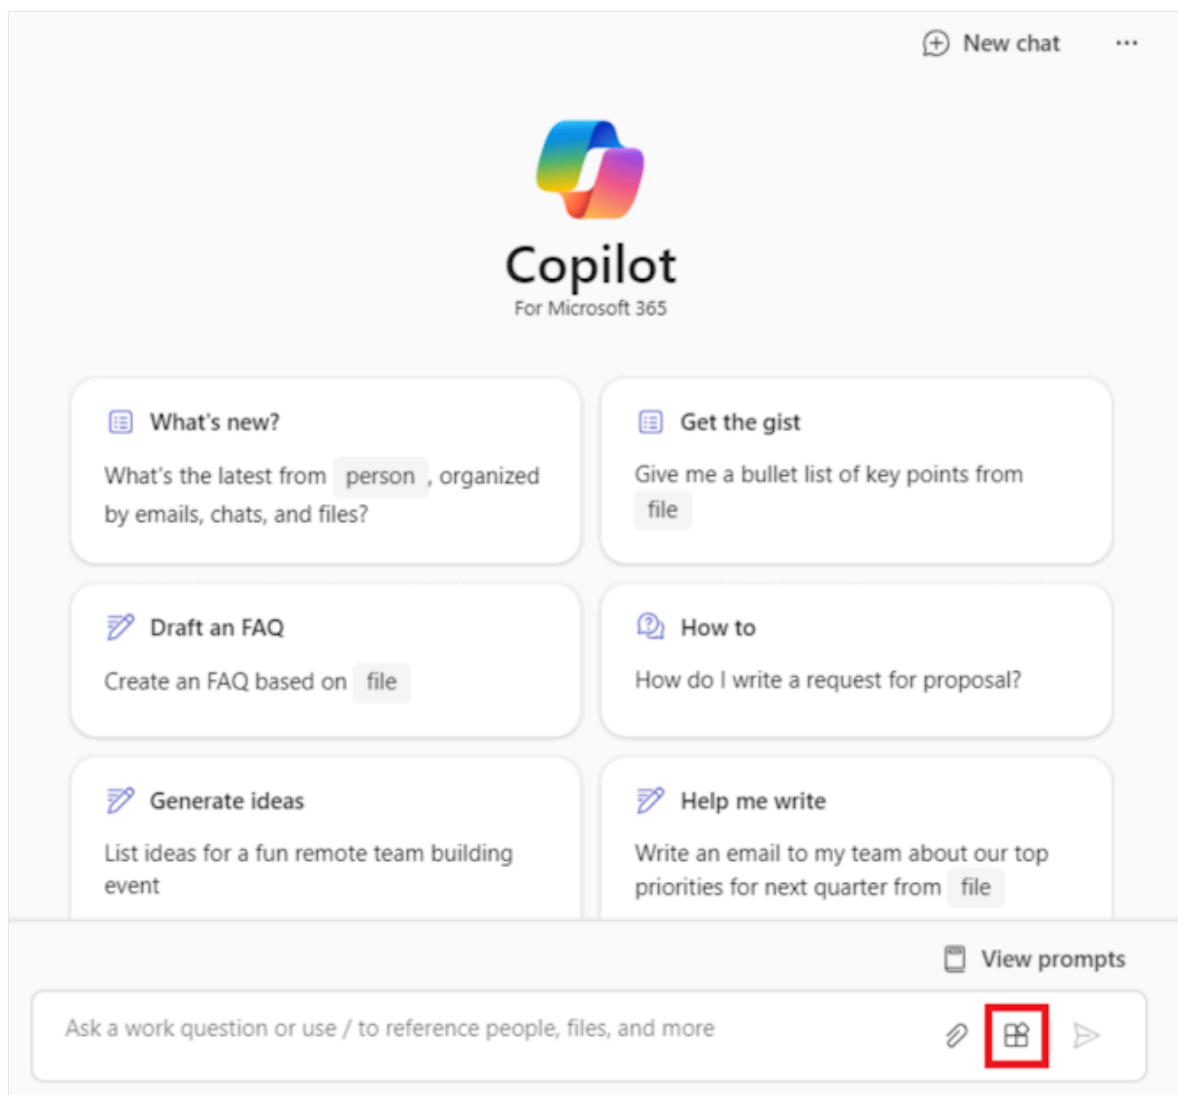 New chat
Copilot
For Microsoft 365
What's new?
What's the latest from person , organized
by emails, chats, and files?
Get the gist
Give me a bullet list of key points from
file
Draft an FAQ
Create an FAQ based on file
How to
How do I write a request for proposal?
Generate ideas
List ideas for a fun remote team building
event
Help me write
Write an email to my team about our top
priorities for next quarter from file
View prompts
Ask a work question or use / to reference people, files, and more